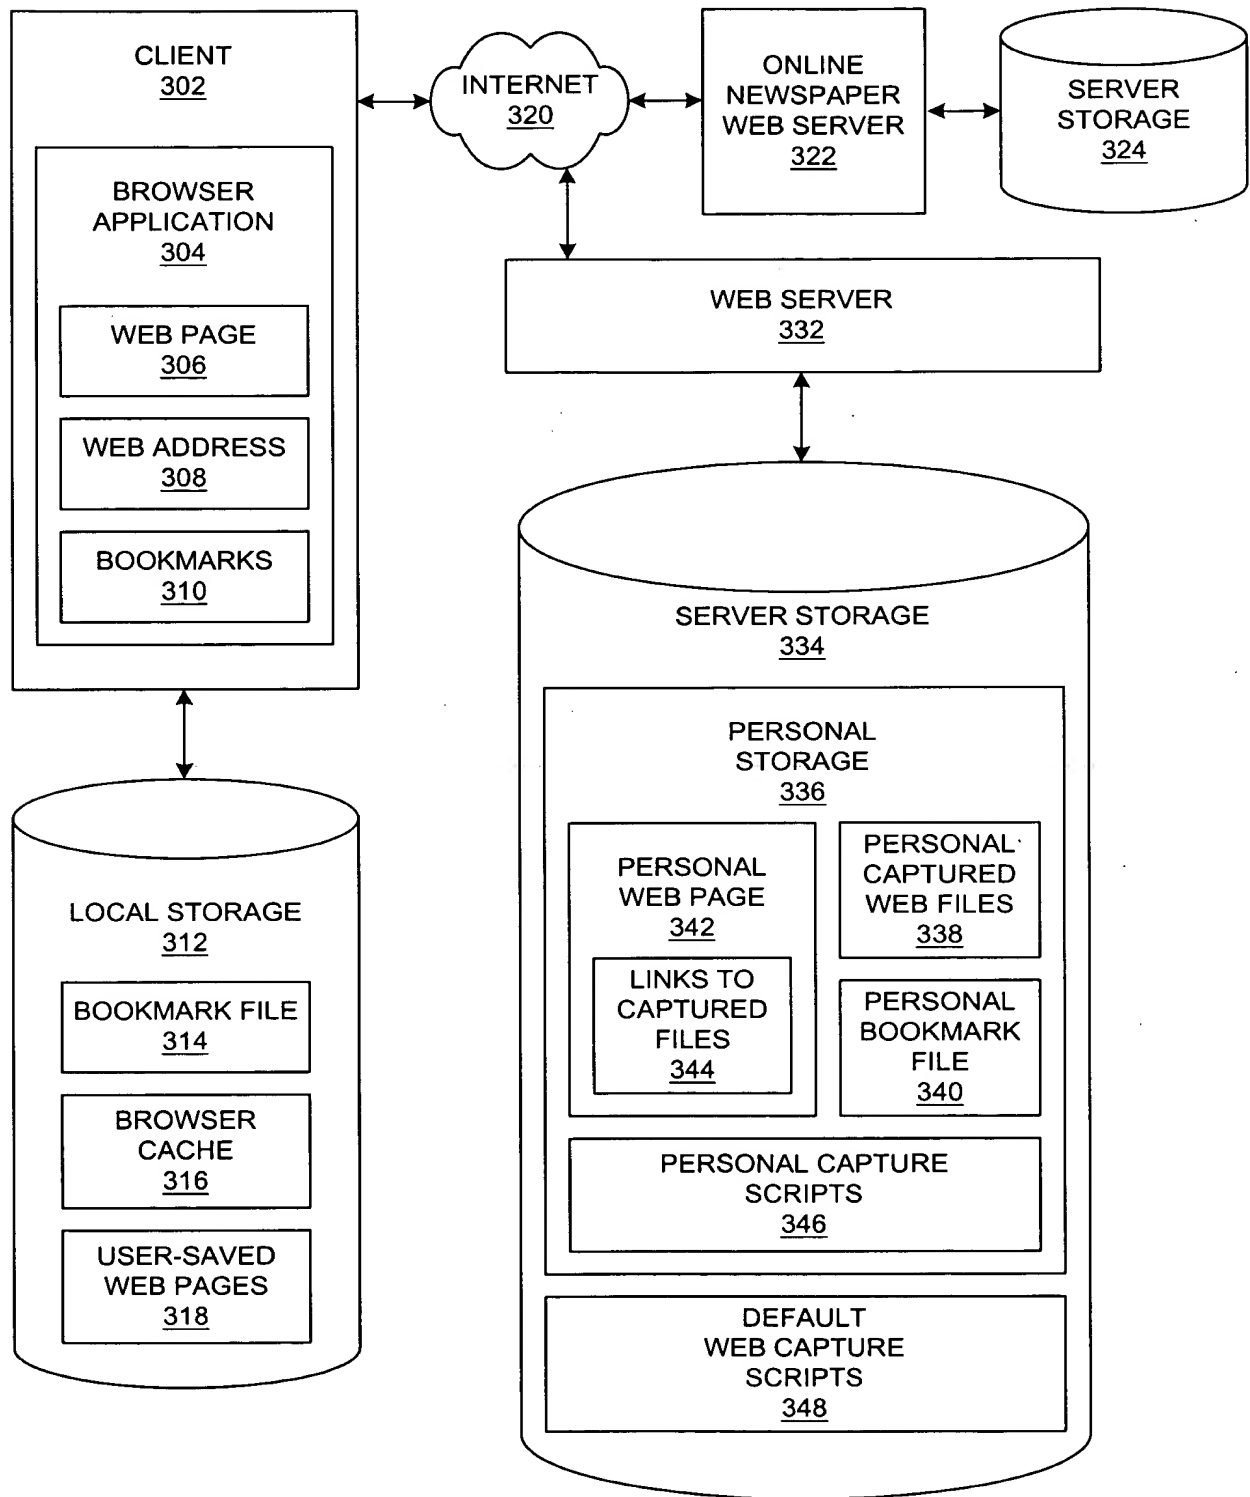 CLIENT
302
BROWSER
APPLICATION
304
WEB PAGE
306
WEB ADDRESS
308
BOOKMARKS
310
INTERNET
320
ONLINE
NEWSPAPER
WEB SERVER
322
SERVER
STORAGE
324
WEB SERVER
332
LOCAL STORAGE
312
BOOKMARK FILE
314
BROWSER
CACHE
316
USER-SAVED
WEB PAGES
318
SERVER STORAGE
334
PERSONAL
STORAGE
336
PERSONAL
WEB PAGE
342
LINKS TO
CAPTURED
FILES
344
PERSONAL
CAPTURED
WEB FILES
338
PERSONAL
BOOKMARK
FILE
340
PERSONAL CAPTURE
SCRIPTS
346
DEFAULT
WEB CAPTURE
SCRIPTS
348